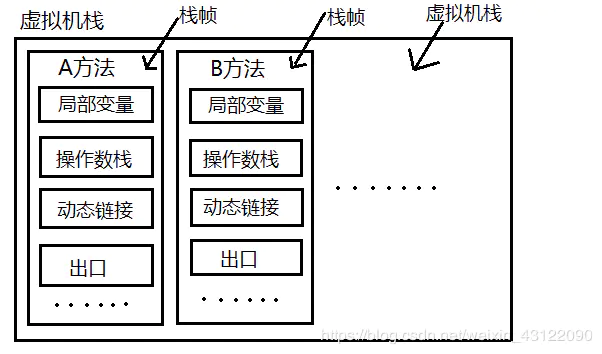 虚拟机栈
栈帧
栈帧
虚拟机栈
A方法
局部变量
操作数栈
动态链接
出口
······
B方法
局部变量
操作数栈
动态链接
出口
······
·······
https://blog.csdn.net/weixin_43122090